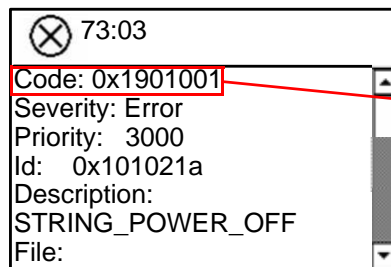 73:03
Code: 0x1901001
Severity: Error
Priority: 3000
Id: 0x101021a
Description:
STRING_POWER_OFF
File: